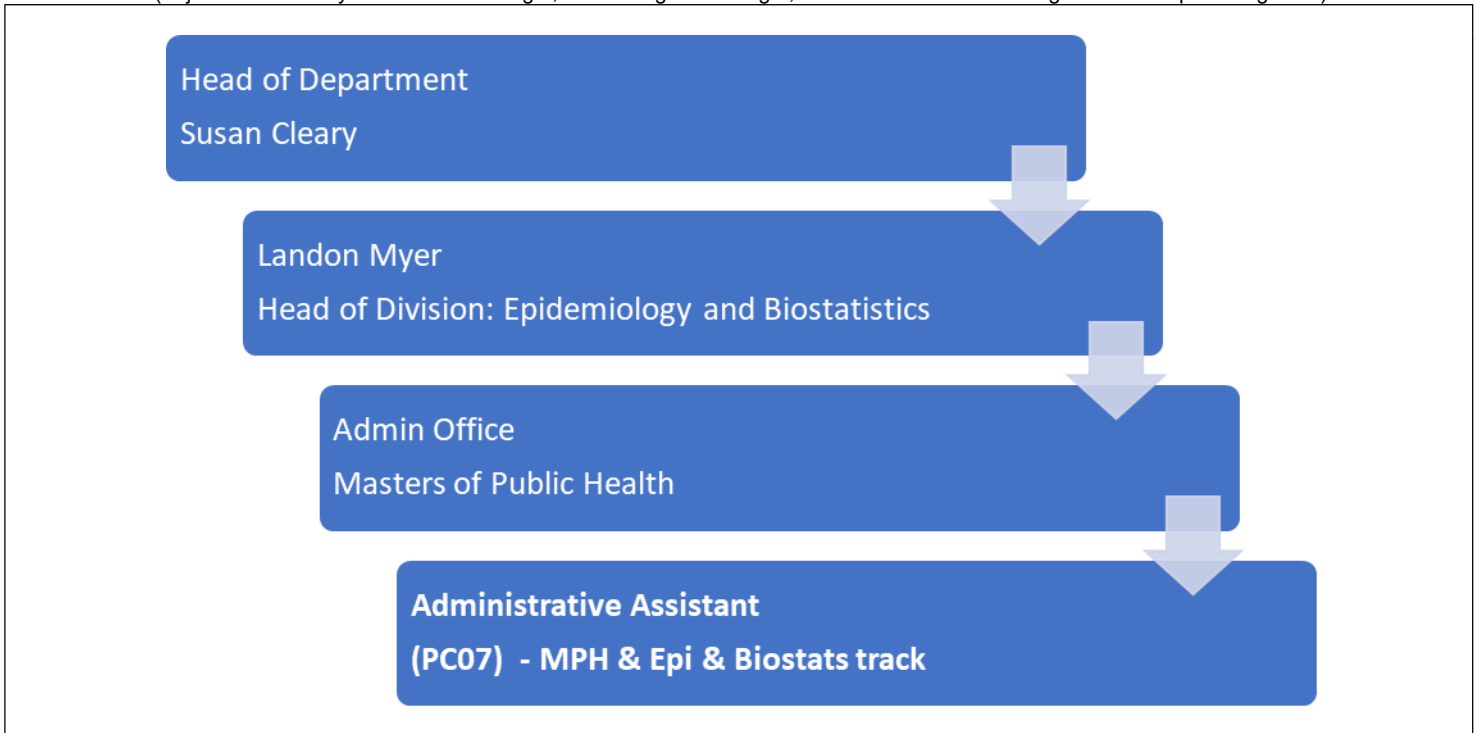 Head of Department
Susan Cleary
Landon Myer
Head of Division: Epidemiology and Biostatistics
Admin Office
Masters of Public Health
Administrative Assistant
(PC07) - MPH & Epi & Biostats track